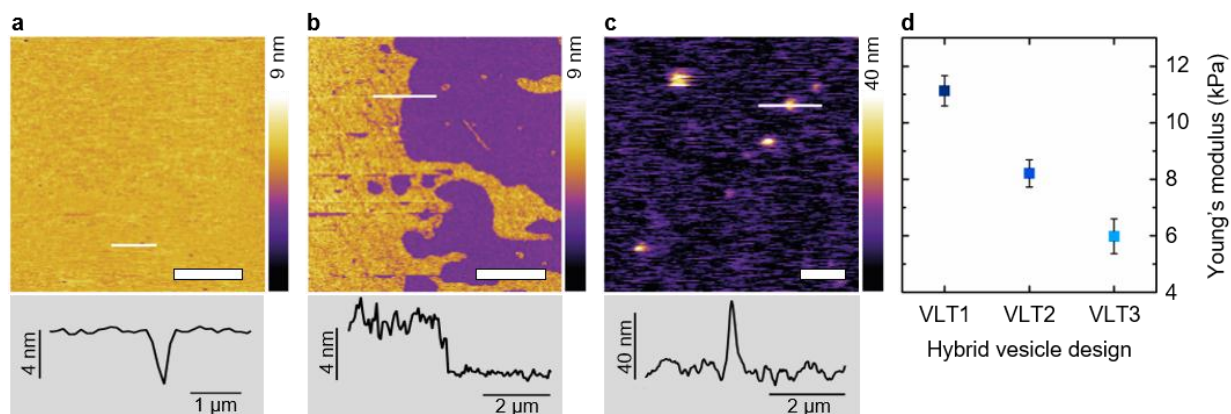 a
9 nm
4 nm
1 µm
b
9 nm
4 nm
2 µm
c
40 nm
40 nm
2 µm
d
12
10
8
6
4
Young's modulus (kPa)
VLT1 VLT2 VLT3
Hybrid vesicle design